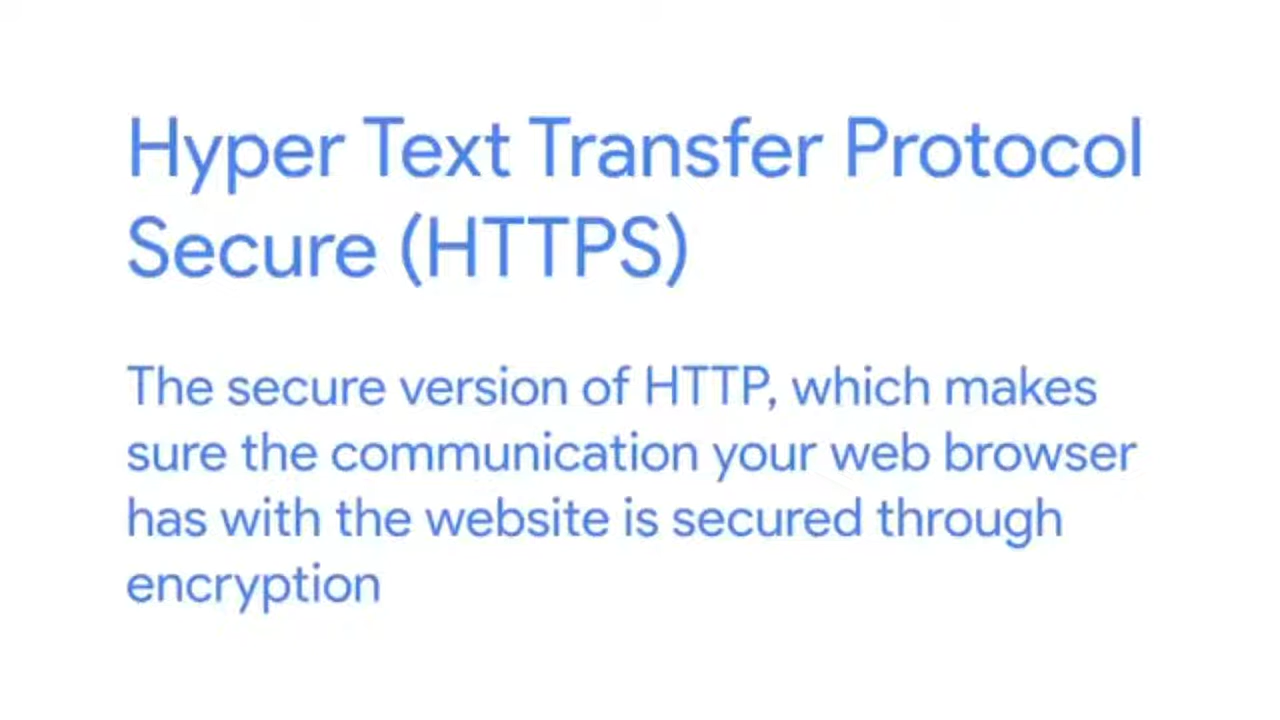 Hyper Text Transfer Protocol
Secure (HTTPS)
The secure version of HTTP, which makes
sure the communication your web browser
has with the website is secured through
encryption